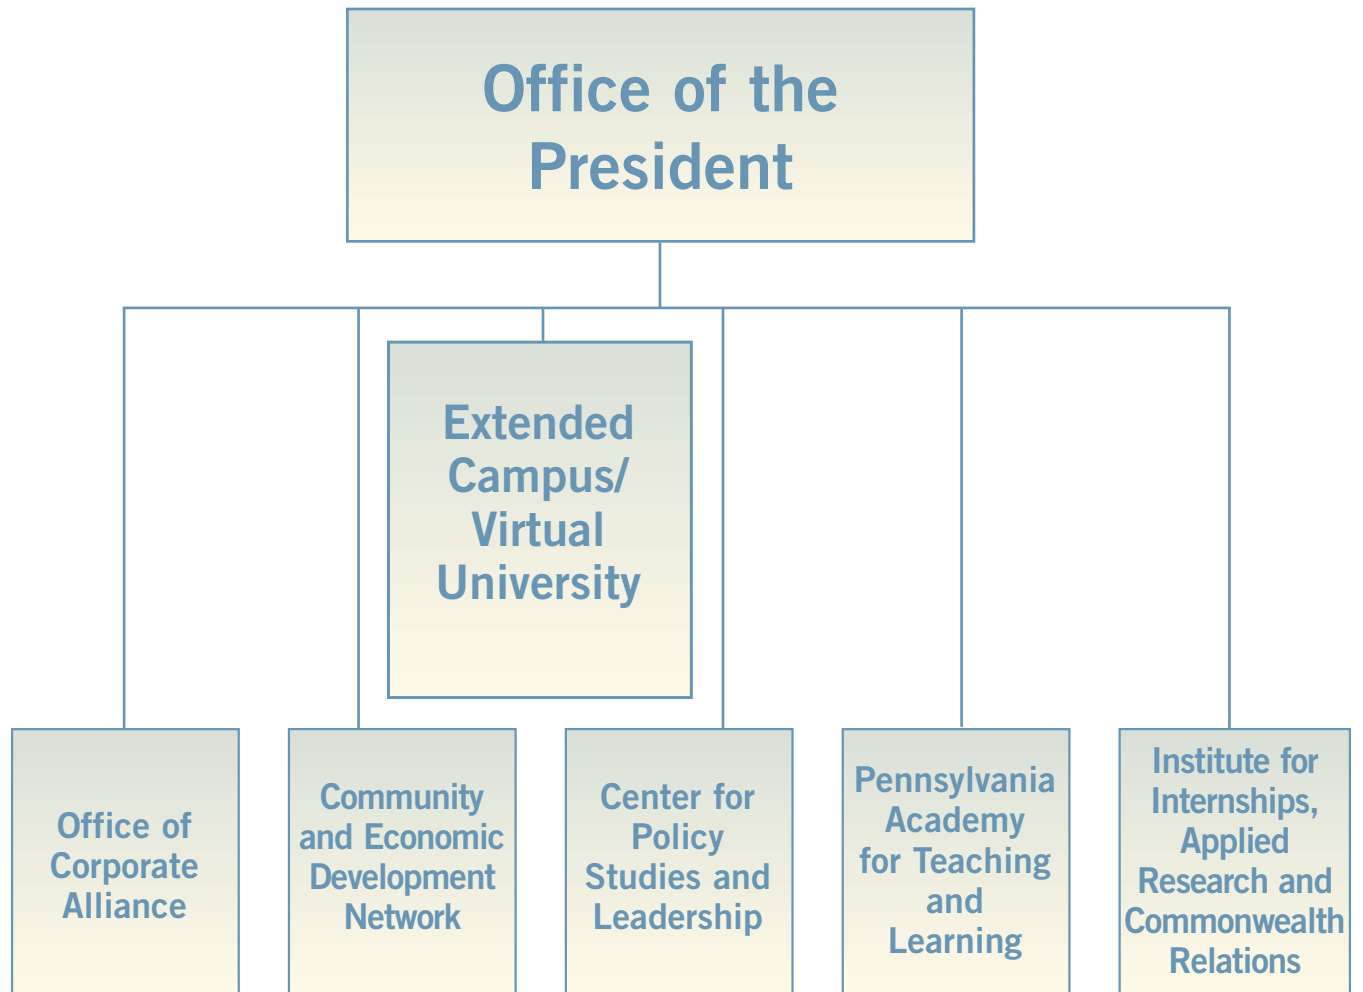 Office of the
President
Extended
Campus/
Virtual
University
Office of
Corporate
Alliance
Community
and Economic
Development
Network
Center for
Policy
Studies and
Leadership
Pennsylvania
Academy
for Teaching
and
Learning
Institute for
Internships,
Applied
Research and
Commonwealth
Relations